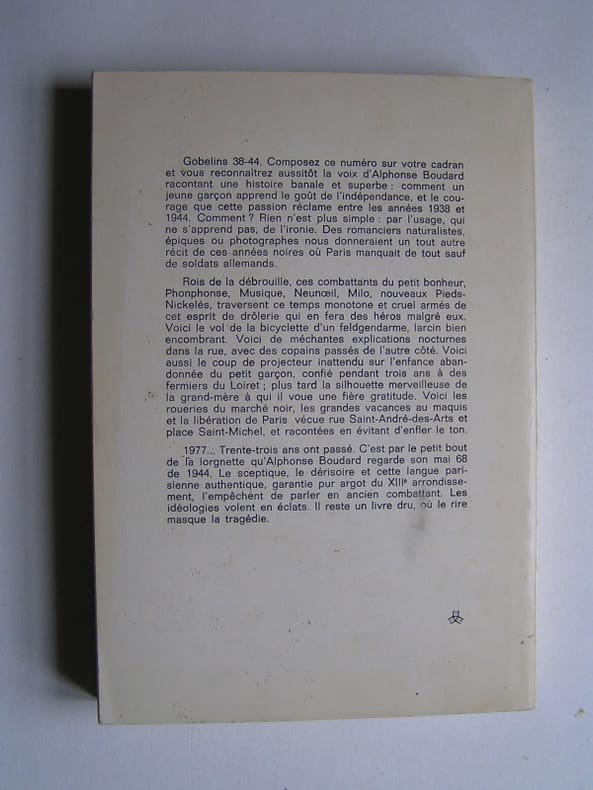 Gobelins 38-44. Composez ce numéro sur votre cadran
et vous reconnaîtrez aussitôt la voix d'Alphonse Boudard
racontant une histoire banale et superbe : comment un
jeune garçon apprend le goût de l'indépendance, et le cou-
rage que cette passion réclame entre les années 1938 et
1944. Comment ? Rien n'est plus simple : par l'usage, qui
ne s'apprend pas, de l'ironie. Des romanciers naturalistes,
épiques ou photographes nous donneraient un tout autre
récit de ces années noires où Paris manquait de tout sauf
de soldats allemands.
Rois de la débrouille, ces combattants du petit bonheur,
Phonphonse, Musique, Neunœil, Milo, nouveaux Pieds-
Nickelés, traversent ce temps monotone et cruel armés de
cet esprit de drôlerie qui en fera des héros malgré eux.
Voici le vol de la bicyclette d'un feldgendarme, larcin bien
encombrant. Voici de méchantes explications nocturnes
dans la rue, avec des copains passés de l'autre côté. Voici
aussi le coup de projecteur inattendu sur l'enfance aban-
donnée du petit garçon, confié pendant trois ans à des
fermiers du Loiret ; plus tard la silhouette merveilleuse de
la grand-mère à qui il voue une fière gratitude. Voici les
roueries du marché noir, les grandes vacances au maquis
et la libération de Paris vécue rue Saint-André-des-Arts et
place Saint-Michel, et racontées en évitant d'enfler le ton.
1977... Trente-trois ans ont passé. C'est par le petit bout
de la lorgnette qu'Alphonse Boudard regarde son mai 68
de 1944. Le sceptique, le dérisoire et cette langue pari-
sienne authentique, garantie pur argot du XIIIe arrondisse-
ment, l'empêchent de parler en ancien combattant. Les
idéologies volent en éclats. Il reste un livre dru, où le rire
masque la tragédie.